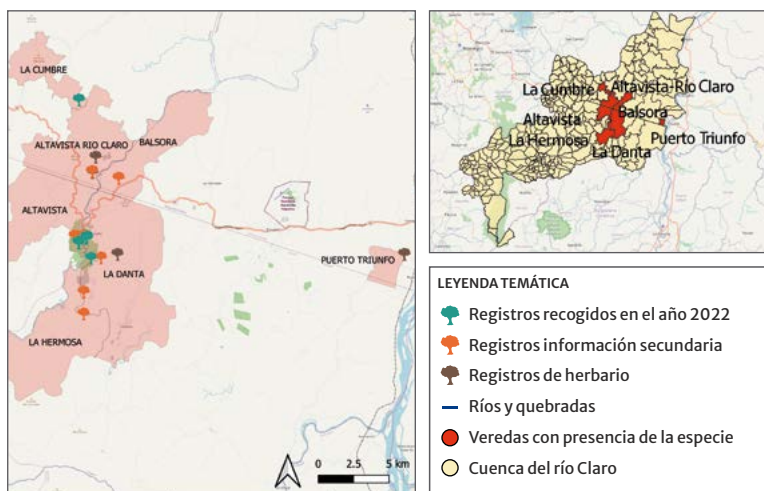 LA CUMBRE
ALTAVISTA RIO CLARO
BALSORA
ALTAVISTA
LA DANTA
PUERTO TRIUNFO
LA HERMOSA
0 2.5 5 km
La Cumbre
Altavista-Río Claro
Altavista
Balsora
La Hermosa
Puerto Triunfo
La Danta
LEYENDA TEMÁTICA
Registros recogidos en el año 2022
Registros información secundaria
Registros de herbario
Ríos y quebradas
Veredas con presencia de la especie
Cuenca del río Claro